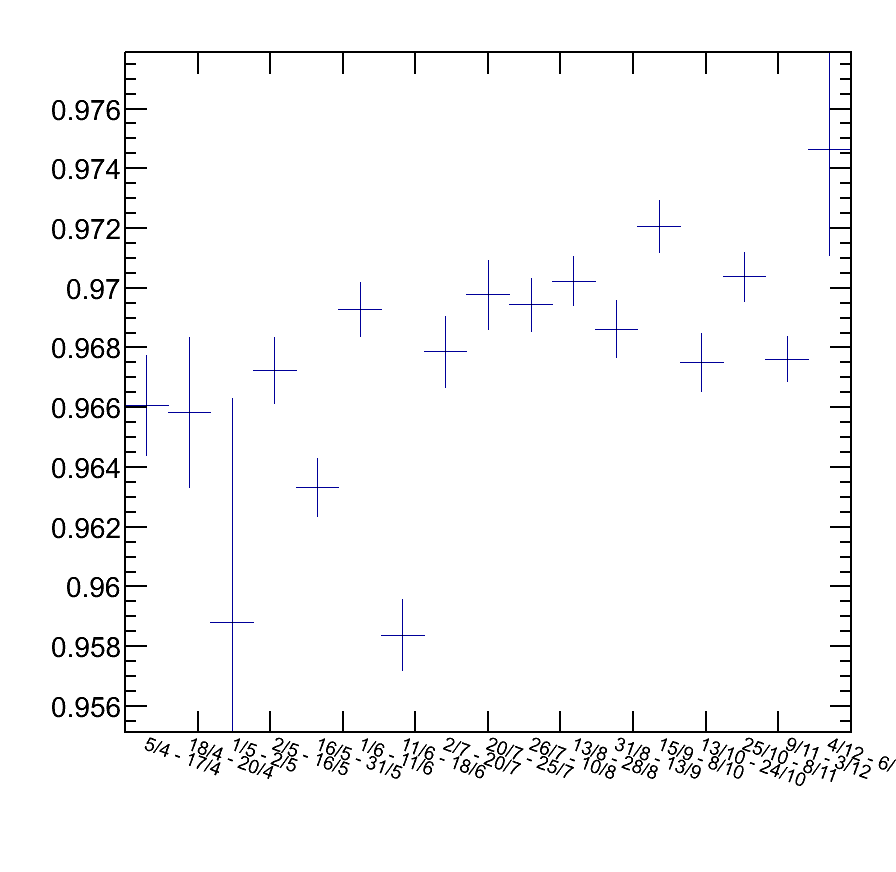 0.976
0.974
0.972
0.97
0.968
0.966
0.964
0.962
0.96
0.958
0.956
5/4 - 17/4
18/4 - 20/4
1/5 - 2/5
2/5 - 16/5
16/5 - 31/5
1/6 - 11/6
11/6 - 18/6
2/7 - 20/7
20/7 - 25/7
26/7 - 10/8
13/8 - 28/8
31/8 - 13/9
15/9 - 8/10
13/10 - 24/10
25/10 - 8/11
9/11 - 3/12
4/12 - 6/